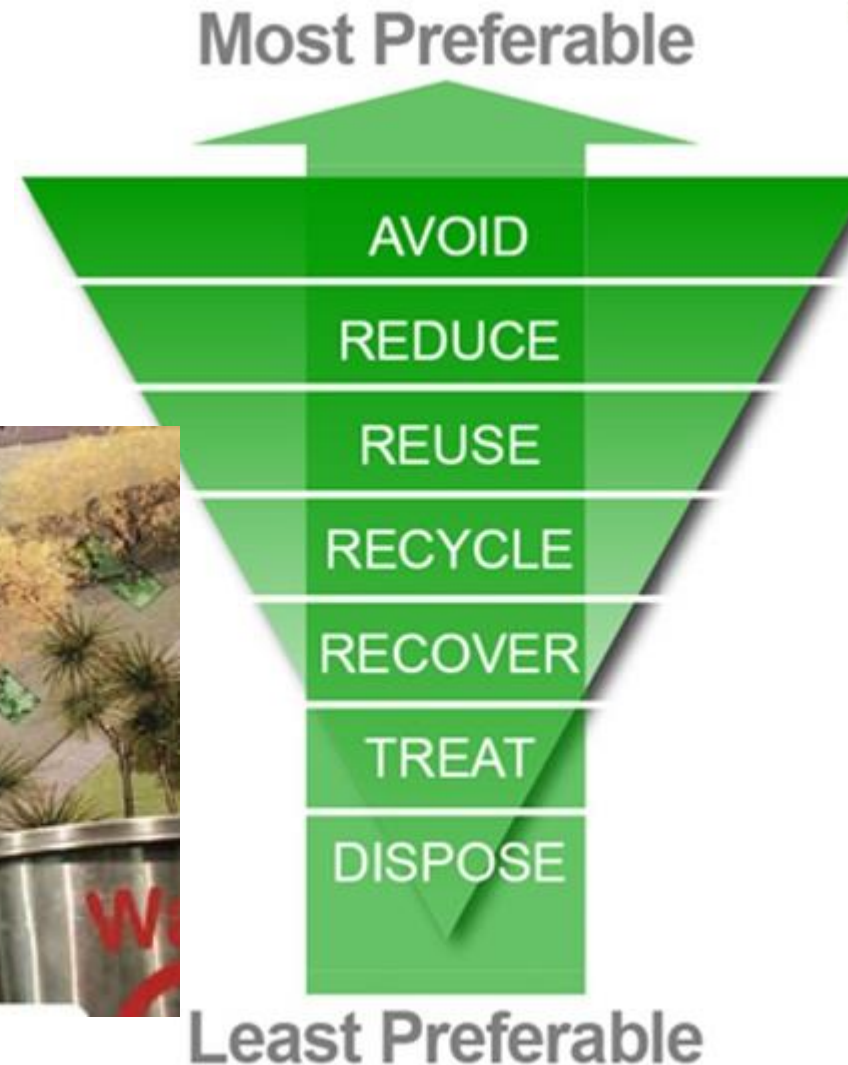 Most Preferable
AVOID
REDUCE
REUSE
RECYCLE
RECOVER
TREAT
DISPOSE
Least Preferable